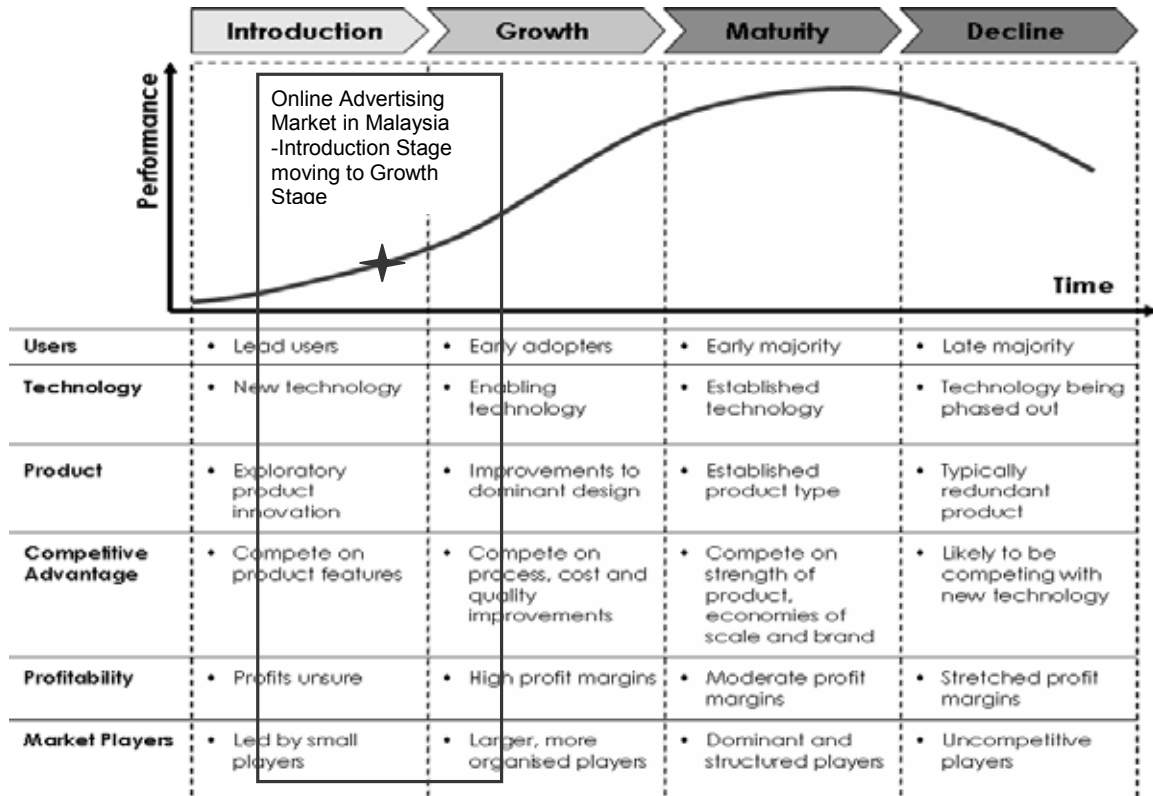 Introduction
Growth
Maturity
Decline
Performance
Online Advertising
Market in Malaysia
-Introduction Stage
moving to Growth
Stage
Time
Users
• Lead users
• Early adopters
• Early majority
• Late majority
Technology
• New technology
• Enabling
technology
• Established
technology
• Technology being
phased out
Product
• Exploratory
product
innovation
• Improvements to
dominant design
• Established
product type
• Typically
redundant
product
Competitive
Advantage
• Compete on
product features
• Compete on
process, cost and
quality
improvements
• Compete on
strength of
product,
economies of
scale and brand
• Likely to be
competing with
new technology
Profitability
• Profits unsure
• High profit margins
• Moderate profit
margins
• Stretched profit
margins
Market Players
• Led by small
players
• Larger, more
organised players
• Dominant and
structured players
• Uncompetitive
players